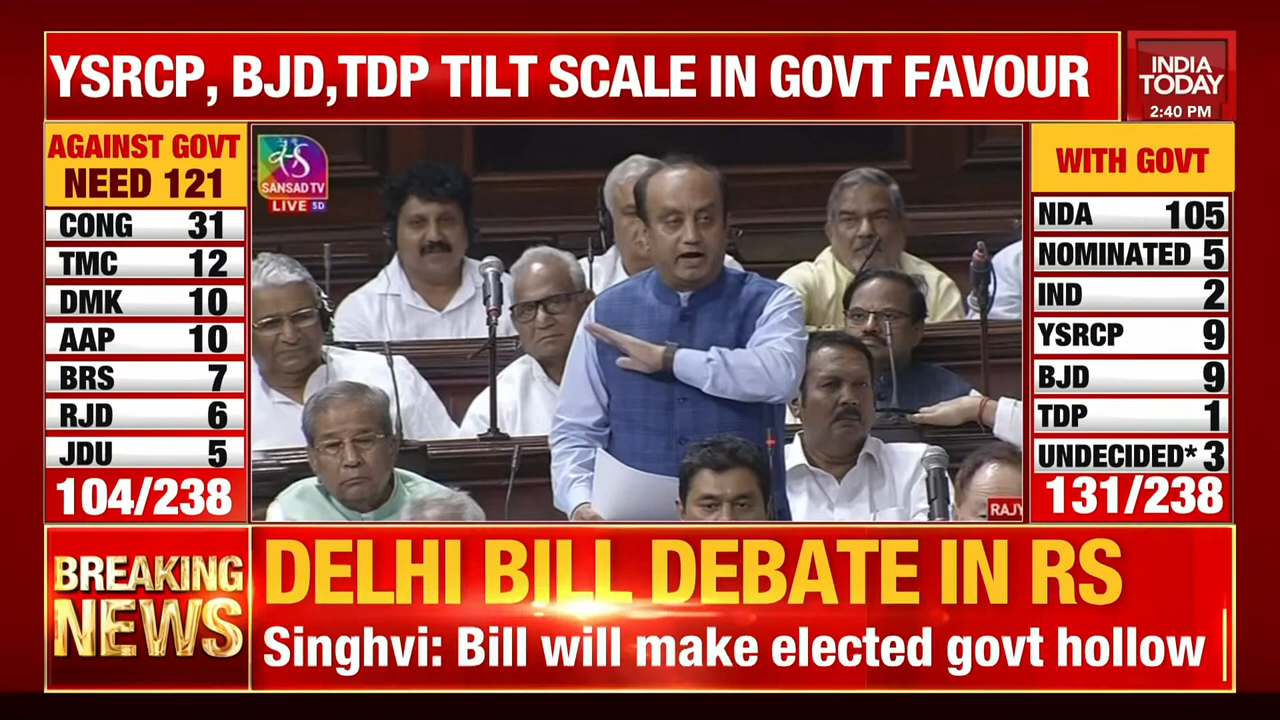 YSRCP, BJD,TDP TILT SCALE IN GOVT FAVOUR
INDIA
TODAY
2:40 PM
AGAINST GOVT
NEED 121
CONG 31
TMC 12
DMK 10
AAP 10
BRS 7
RJD 6
JDU 5
104/238
SANSAD TV
LIVE SD
RAJY
WITH GOVT
NDA 105
NOMINATED 5
IND 2
YSRCP 9
BJD 9
TDP 1
UNDECIDED* 3
131/238
BREAKING
NEWS
DELHI BILL DEBATE IN RS
Singhvi: Bill will make elected govt hollow